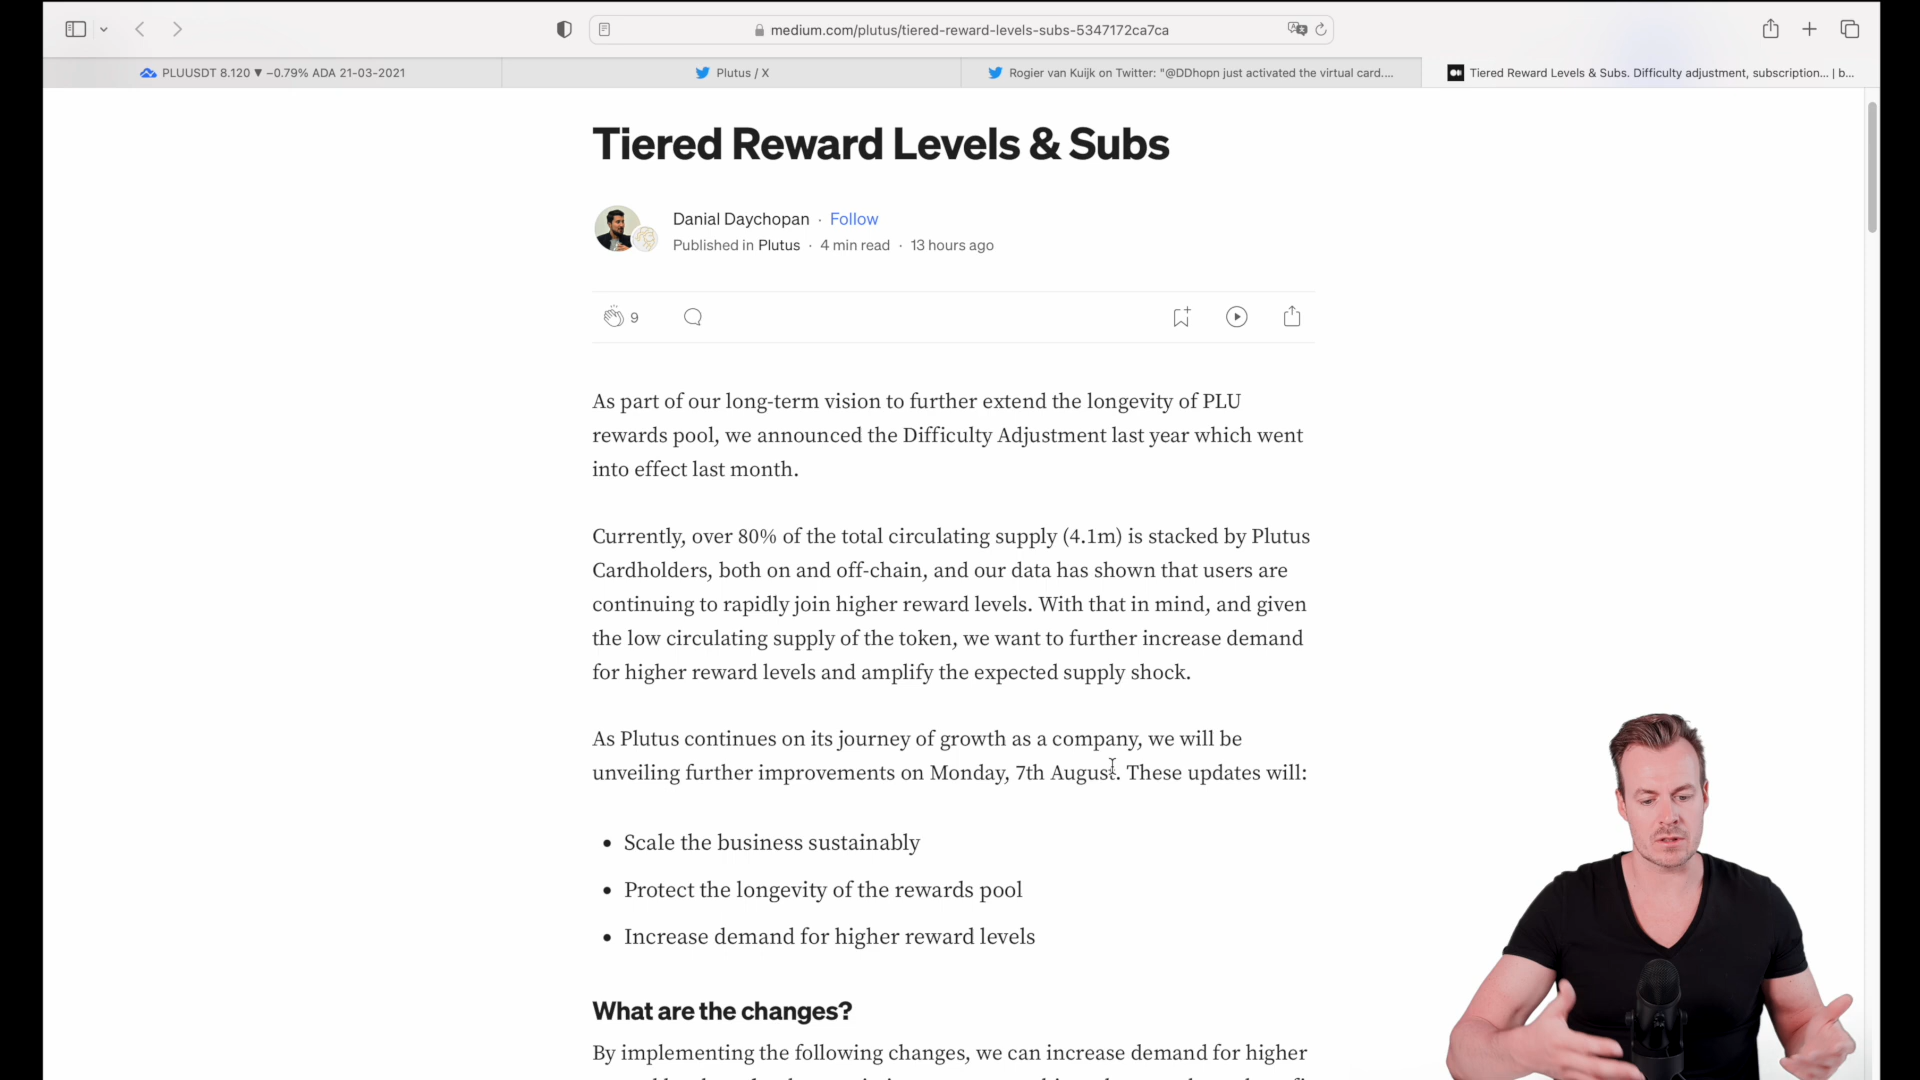 medium.com/plutus/tiered-reward-levels-subs-5347172ca7ca
PLUUSDT 8.120 ▼ −0.79% ADA 21-03-2021
Plutus / X
Rogier van Kuijk on Twitter: "@DDhopn just activated the virtual card....
Tiered Reward Levels & Subs. Difficulty adjustment, subscription... | b...
Tiered Reward Levels & Subs
Danial Daychopan · Follow
Published in Plutus · 4 min read · 13 hours ago
9
As part of our long-term vision to further extend the longevity of PLU
rewards pool, we announced the Difficulty Adjustment last year which went
into effect last month.
Currently, over 80% of the total circulating supply (4.1m) is stacked by Plutus
Cardholders, both on and off-chain, and our data has shown that users are
continuing to rapidly join higher reward levels. With that in mind, and given
the low circulating supply of the token, we want to further increase demand
for higher reward levels and amplify the expected supply shock.
As Plutus continues on its journey of growth as a company, we will be
unveiling further improvements on Monday, 7th August. These updates will:
• Scale the business sustainably
• Protect the longevity of the rewards pool
• Increase demand for higher reward levels
What are the changes?
By implementing the following changes, we can increase demand for higher